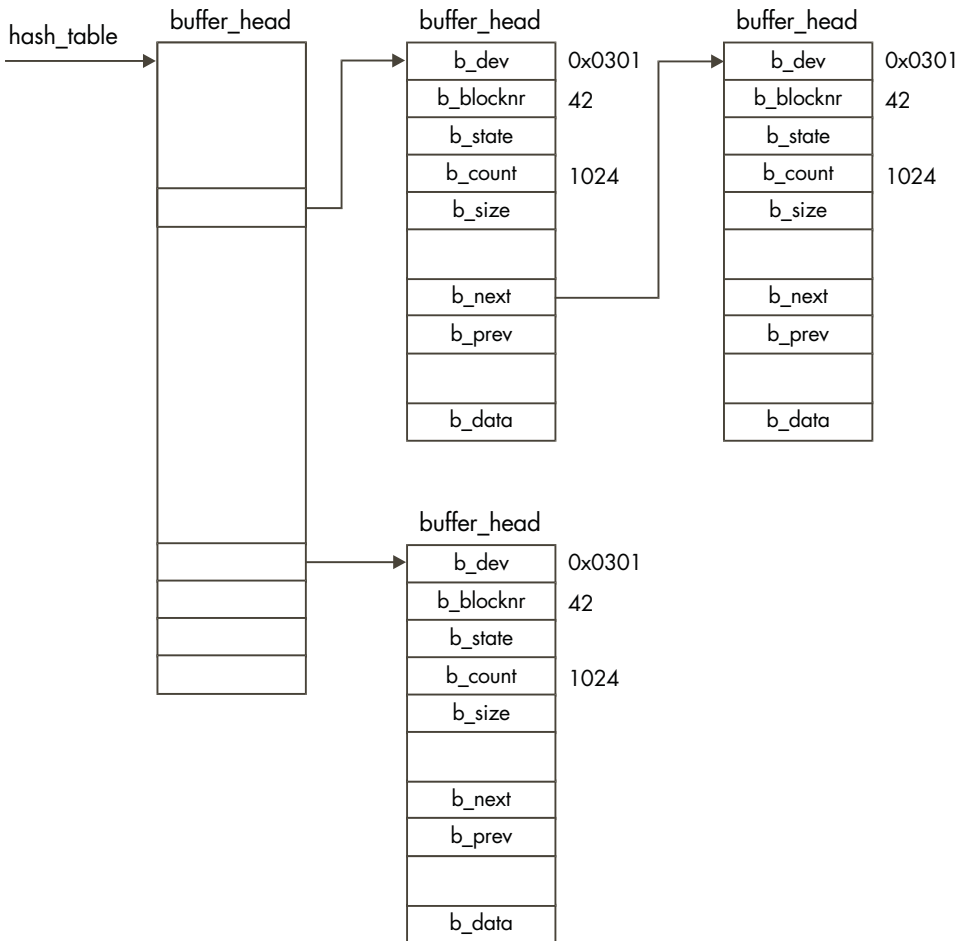 hash_table
buffer_head
buffer_head
b_dev 0x0301
b_blocknr 42
b_state
b_count 1024
b_size
b_next
b_prev
b_data
buffer_head
b_dev 0x0301
b_blocknr 42
b_state
b_count 1024
b_size
b_next
b_prev
b_data
buffer_head
b_dev 0x0301
b_blocknr 42
b_state
b_count 1024
b_size
b_next
b_prev
b_data